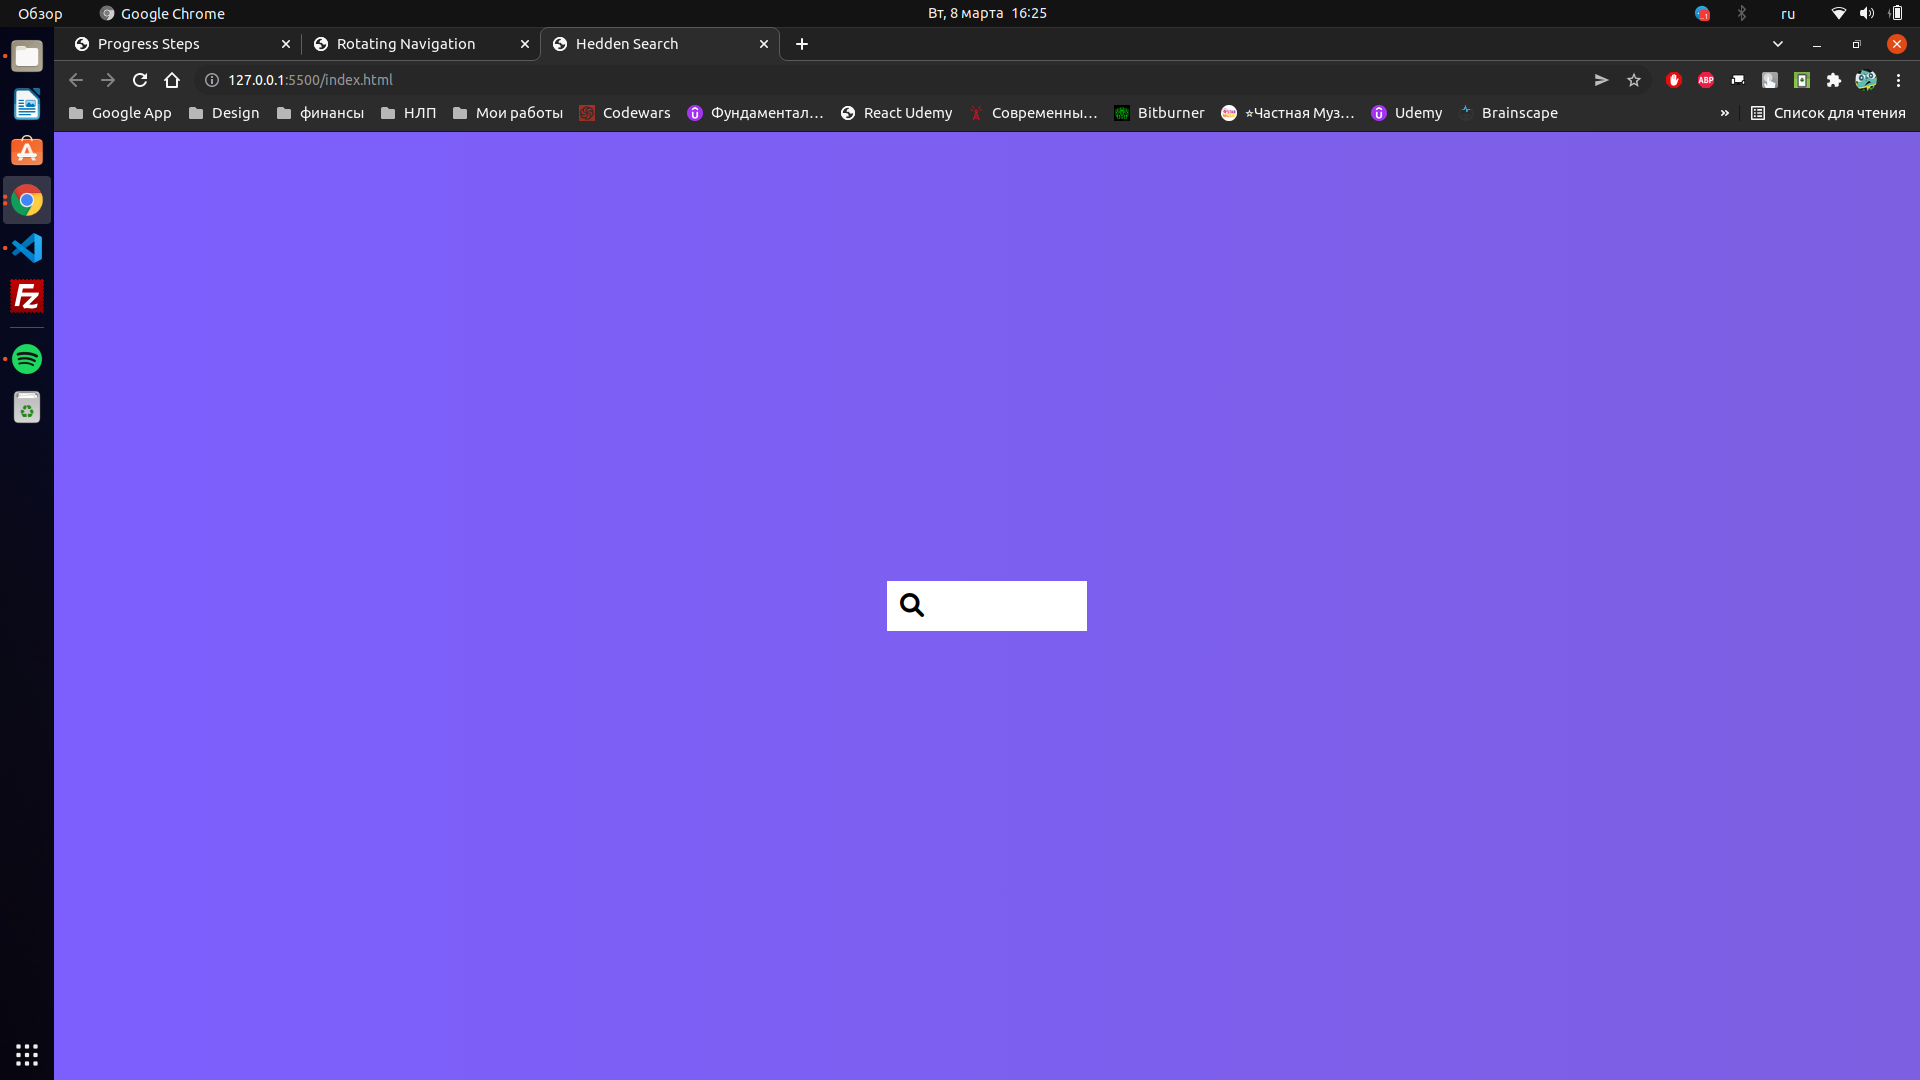 Обзор Google Chrome Вт, 8 марта 16:25 ru
Progress Steps Rotating Navigation Hedden Search
127.0.0.1:5500/index.html ABP
Google App Design финансы НЛП Мои работы Codewars Фундаментал... React Udemy Современны... Bitburner ⭐Частная Муз... Udemy Brainscape » Список для чтения
FZ